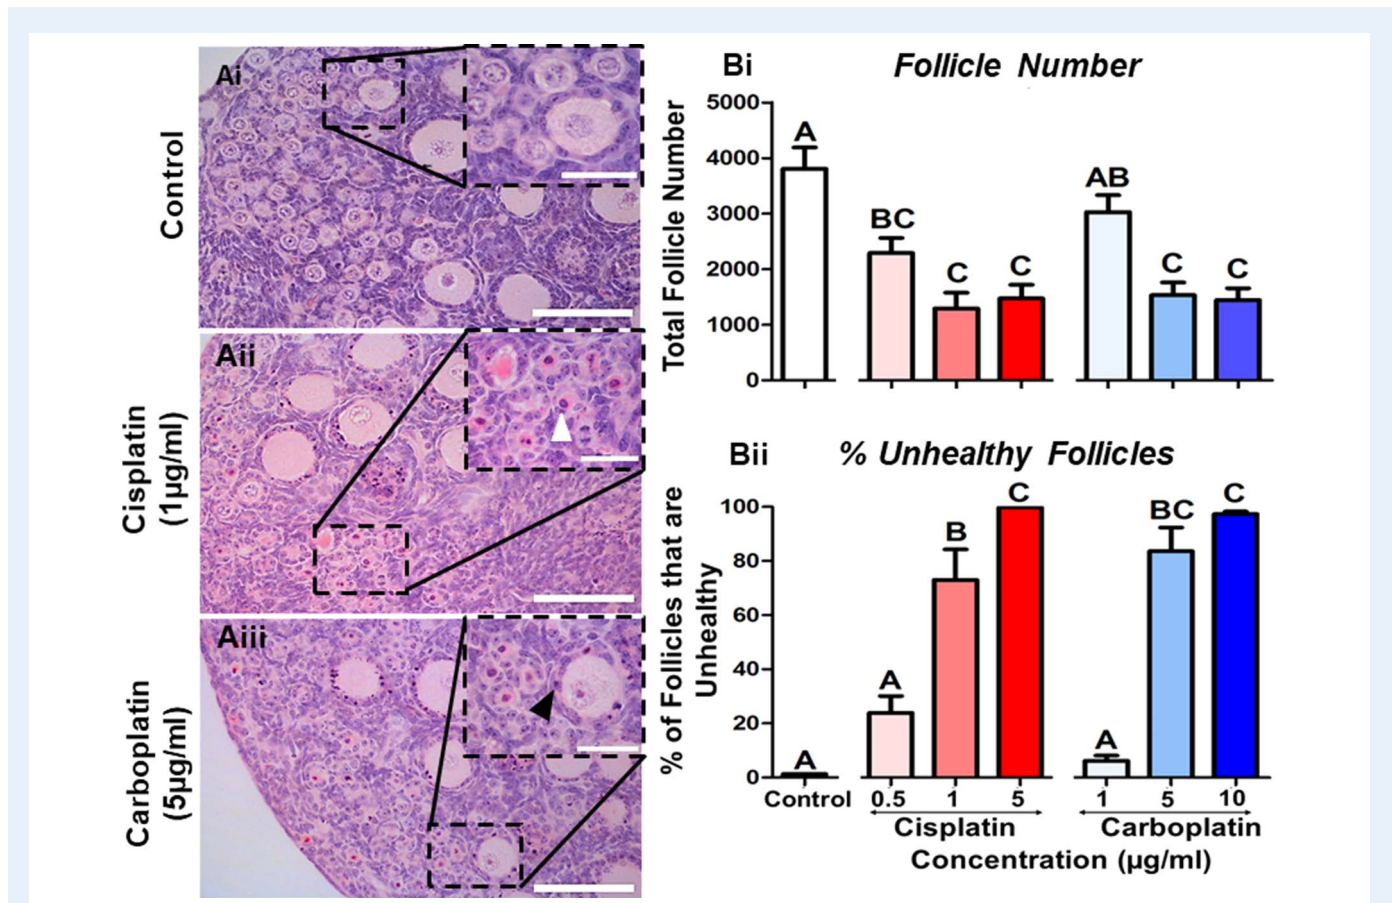 Control
Ai
Cisplatin
(1µg/ml)
Aii
Carboplatin
(5µg/ml)
Aiii
Bi
Follicle Number
Total Follicle Number
5000
4000
3000
2000
1000
0
A
BC
C
C
AB
C
C
Bii
% Unhealthy Follicles
% of Follicles that are
Unhealthy
100
80
60
40
20
0
A
A
B
C
A
BC
C
Control
0.5 1 5
1 5 10
Cisplatin
Carboplatin
Concentration (µg/ml)